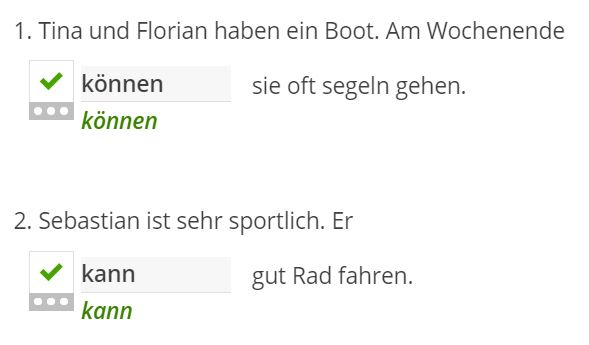 1. Tina und Florian haben ein Boot. Am Wochenende
können sie oft segeln gehen.
können
2. Sebastian ist sehr sportlich. Er
kann gut Rad fahren.
kann